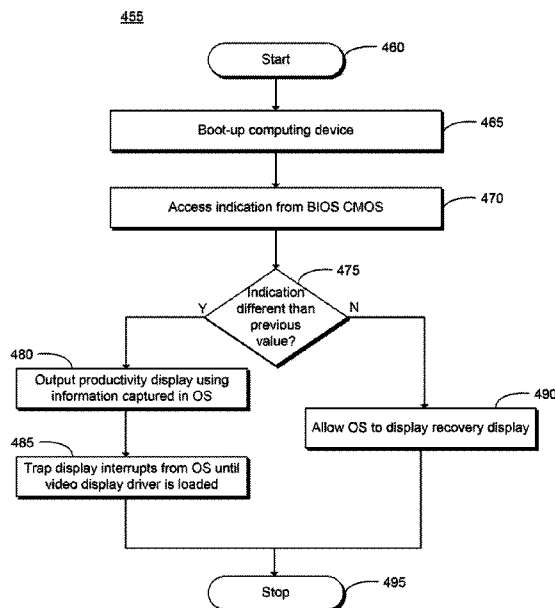 455
Start
460
Boot-up computing device
465
Access indication from BIOS CMOS
470
475
Indication
different than
previous
value?
Y
N
480
Output productivity display using
information captured in OS
490
Allow OS to display recovery display
485
Trap display interrupts from OS until
video display driver is loaded
Stop
495